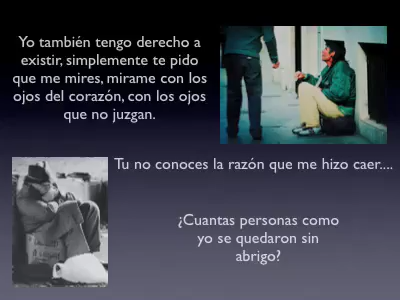 Yo también tengo derecho a
existir, simplemente te pido
que me mires, mirame con los
ojos del corazón, con los ojos
que no juzgan.
Tu no conoces la razón que me hizo caer....
¿Cuantas personas como
yo se quedaron sin
abrigo?